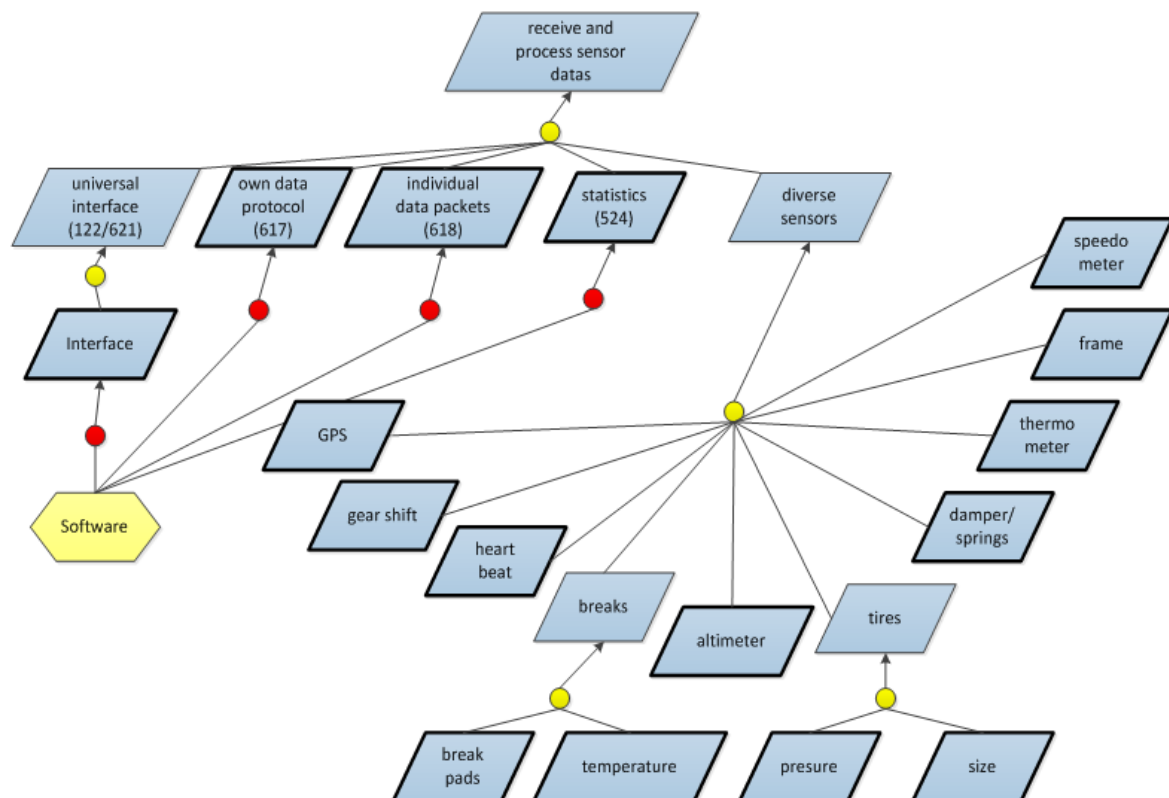 receive and
process sensor
datas
universal
interface
(122/621)
own data
protocol
(617)
individual
data packets
(618)
statistics
(524)
diverse
sensors
speedo
meter
Interface
frame
GPS
thermo
meter
gear shift
damper/
springs
Software
heart
beat
breaks
altimeter
tires
break
pads
temperature
presure
size